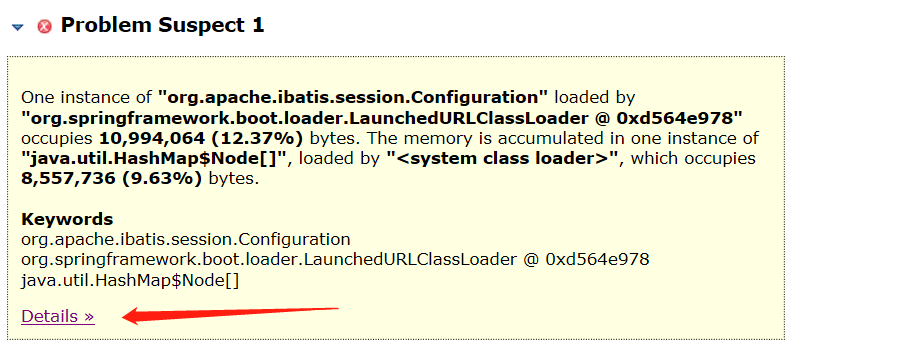 Problem Suspect 1
One instance of "org.apache.ibatis.session.Configuration" loaded by
"org.springframework.boot.loader.LaunchedURLClassLoader @ 0xd564e978"
occupies 10,994,064 (12.37%) bytes. The memory is accumulated in one instance of
"java.util.HashMap$Node[]", loaded by "<system class loader>", which occupies
8,557,736 (9.63%) bytes.
Keywords
org.apache.ibatis.session.Configuration
org.springframework.boot.loader.LaunchedURLClassLoader @ 0xd564e978
java.util.HashMap$Node[]
Details »